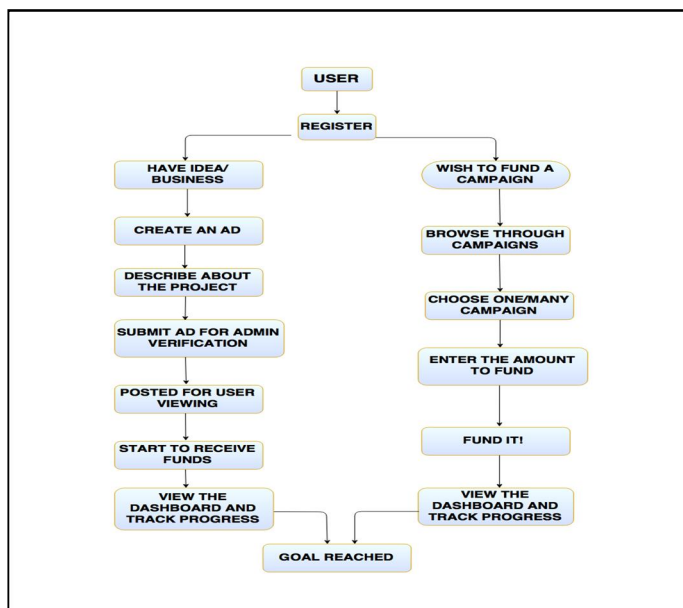 USER
REGISTER
HAVE IDEA/
BUSINESS
CREATE AN AD
DESCRIBE ABOUT
THE PROJECT
SUBMIT AD FOR ADMIN
VERIFICATION
POSTED FOR USER
VIEWING
START TO RECEIVE
FUNDS
VIEW THE
DASHBOARD AND
TRACK PROGRESS
WISH TO FUND A
CAMPAIGN
BROWSE THROUGH
CAMPAIGNS
CHOOSE ONE/MANY
CAMPAIGN
ENTER THE AMOUNT
TO FUND
FUND IT!
VIEW THE
DASHBOARD AND
TRACK PROGRESS
GOAL REACHED